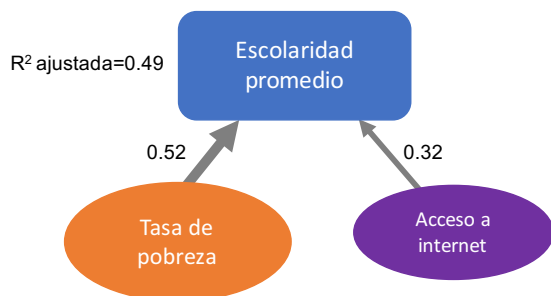 Escolaridad
promedio
R² ajustada=0.49
0.52
0.32
Tasa de
pobreza
Acceso a
internet